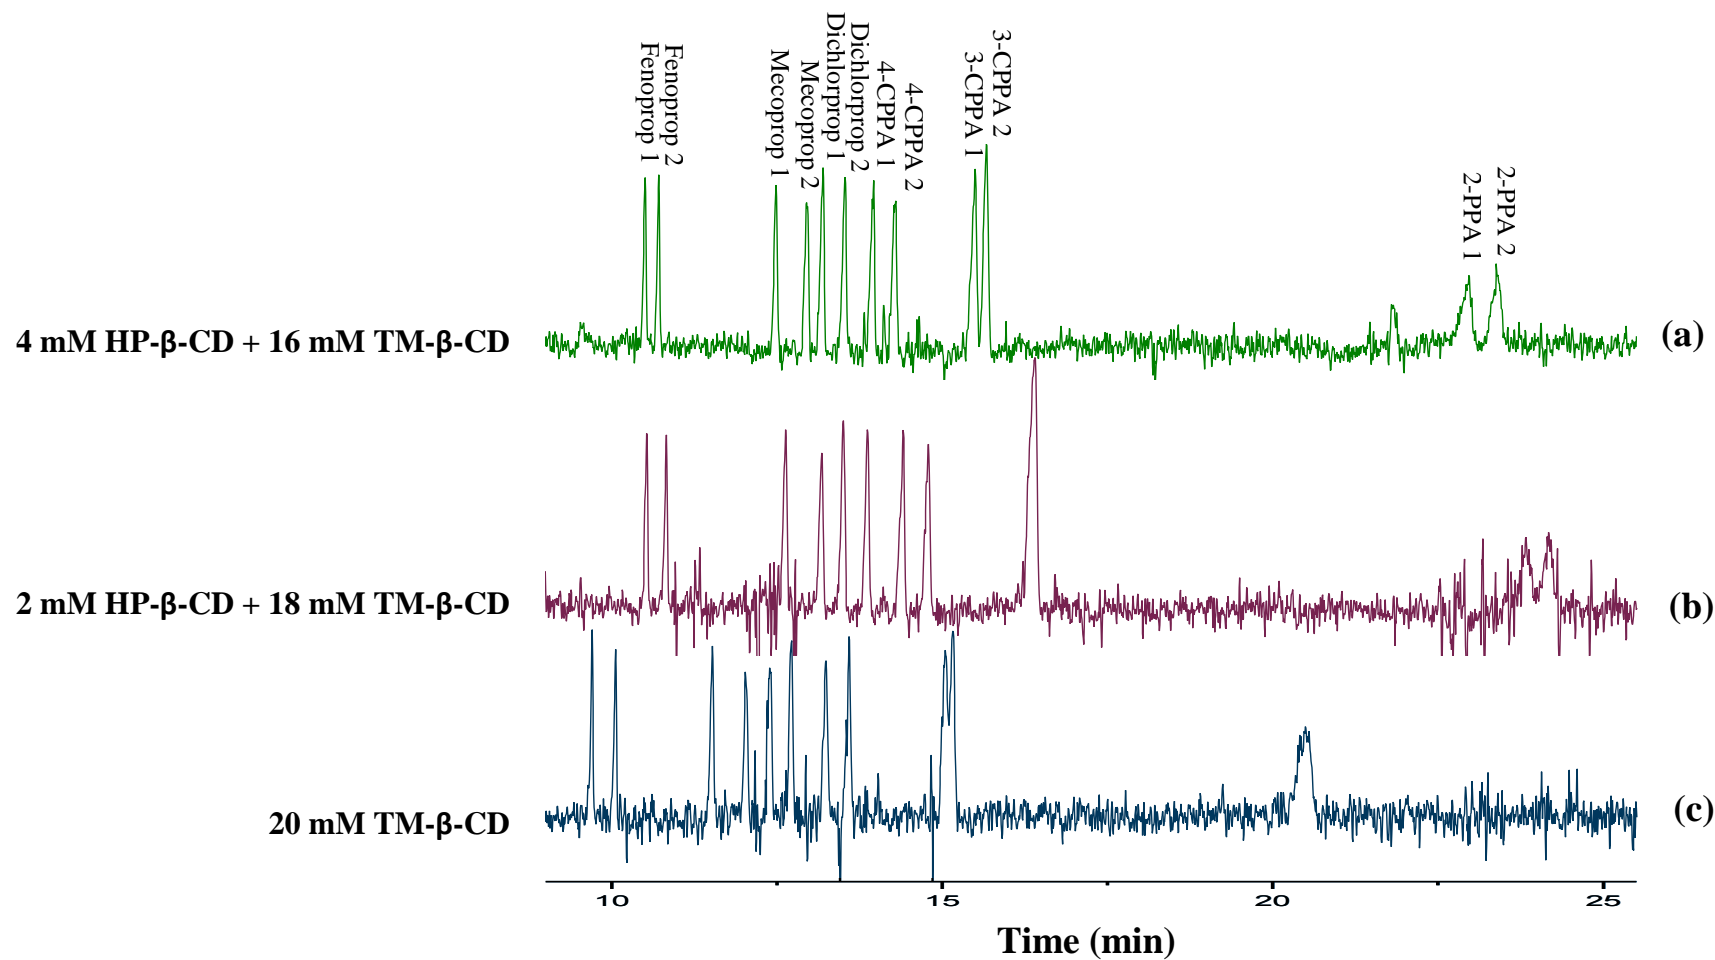 Fenoprop 1
Fenoprop 2
Mecoprop 1
Mecoprop 2
Dichlorprop 1
Dichlorprop 2
4-CPPA 1
4-CPPA 2
3-CPPA 1
3-CPPA 2
2-PPA 1
2-PPA 2
4 mM HP-β-CD + 16 mM TM-β-CD
(a)
2 mM HP-β-CD + 18 mM TM-β-CD
(b)
20 mM TM-β-CD
(c)
10
15
20
25
Time (min)